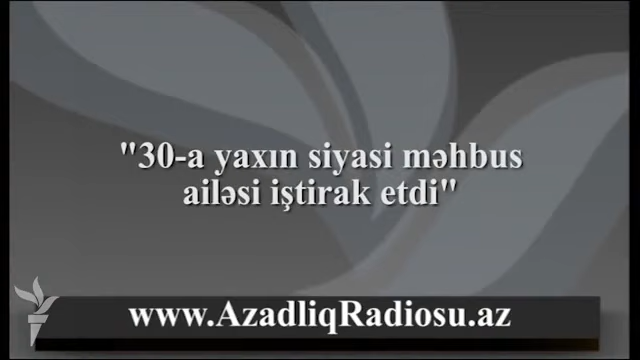 "30-a yaxın siyasi məhbus
ailəsi iştirak etdi"
www.AzadliqRadiosu.az